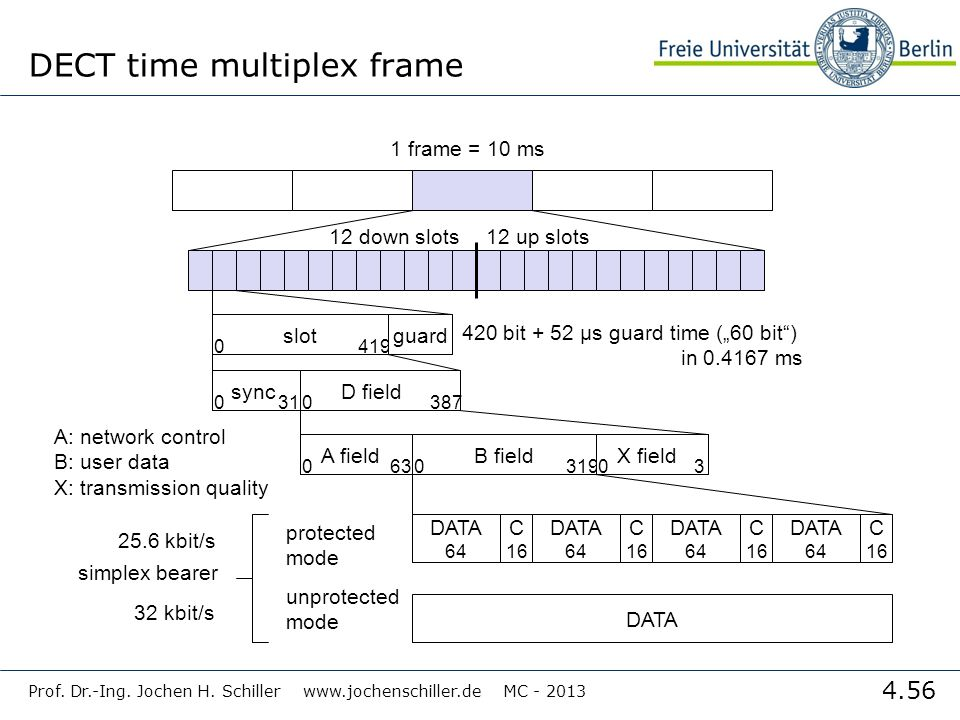 DECT time multiplex frame
Freie Universität Berlin
1 frame = 10 ms
12 down slots 12 up slots
slot guard
0 419
420 bit + 52 µs guard time („60 bit“)
in 0.4167 ms
sync D field
0 31 0 387
A: network control
B: user data
X: transmission quality
A field B field X field
0 63 0 319 0 3
DATA C DATA C DATA C DATA C
64 16 64 16 64 16 64 16
protected
mode
25.6 kbit/s
simplex bearer
32 kbit/s
unprotected
mode
DATA
Prof. Dr.-Ing. Jochen H. Schiller www.jochenschiller.de MC - 2013
4.56